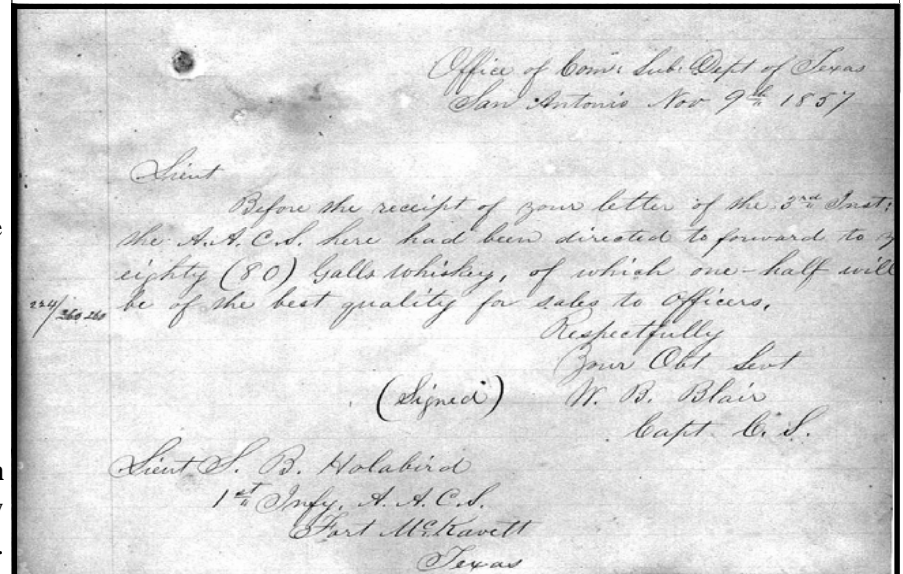 Office of Com: Sub: Dept of Texas
San Antonio Nov 9th 1857
Lieut
Before the receipt of your letter of the 3rd Inst:
the A.A.C.S. here had been directed to forward to y
eighty (80) Galls Whiskey, of which one-half will
be of the best quality for sales to Officers.
Respectfully
Your Obt Sevt
(Signed) W. B. Blair
Capt. C. S.
Lieut S. B. Holabird
1st Infy, A. A. C. S.
Fort McKavett
Texas